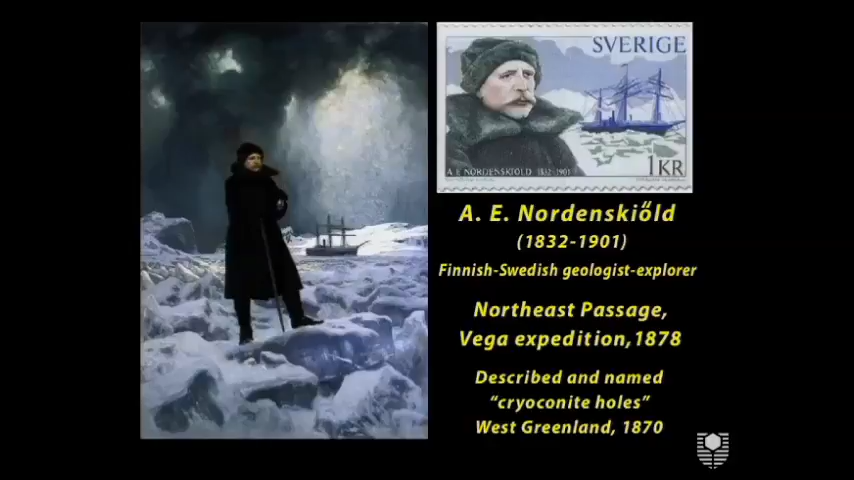 SVERIGE
A E NORDENSKIÖLD 1832-1901
1KR
A. E. Nordenskiőld
(1832-1901)
Finnish-Swedish geologist-explorer
Northeast Passage,
Vega expedition,1878
Described and named
“cryoconite holes”
West Greenland, 1870